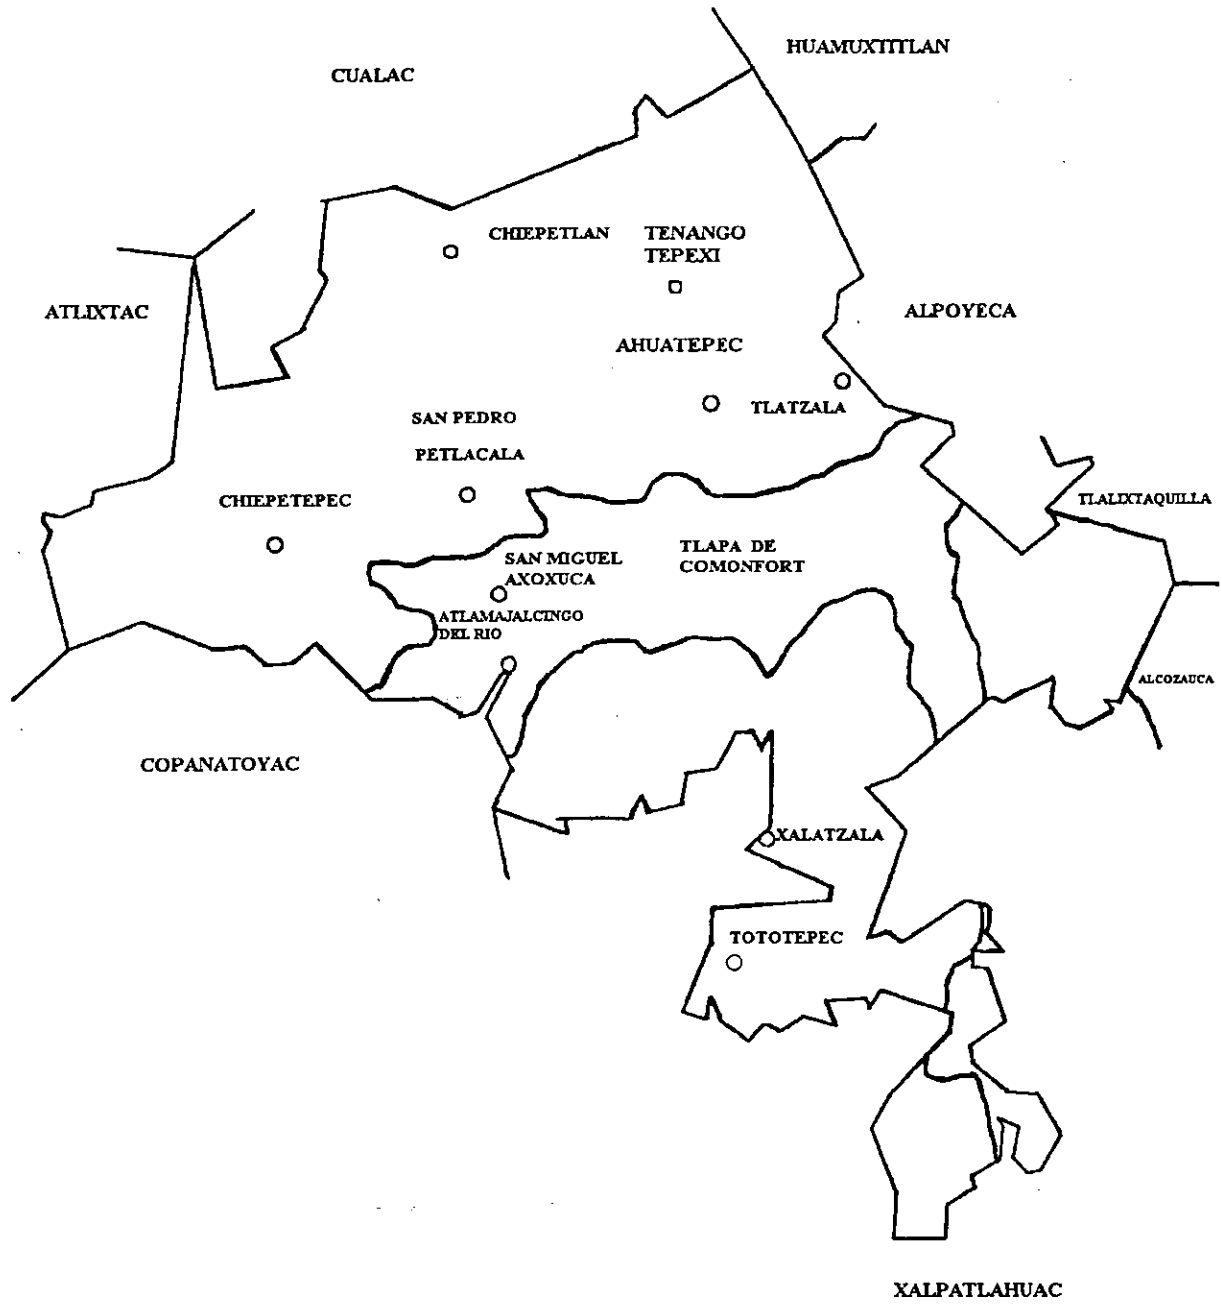 HUAMUXTITLAN
CUALAC
CHIEPETLAN
TENANGO
TEPEXI
ATLIXTAC
ALPOYECA
AHUATEPEC
TLATZALA
SAN PEDRO
PETLACALA
CHIEPETEPEC
TLALIXTAQUILLA
SAN MIGUEL
AXOXUCA
TLAPA DE
COMONFORT
ATLAMAJALCINGO
DEL RIO
ALCOZAUCA
COPANATOYAC
XALATZALA
TOTOTEPEC
XALPATLAHUAC